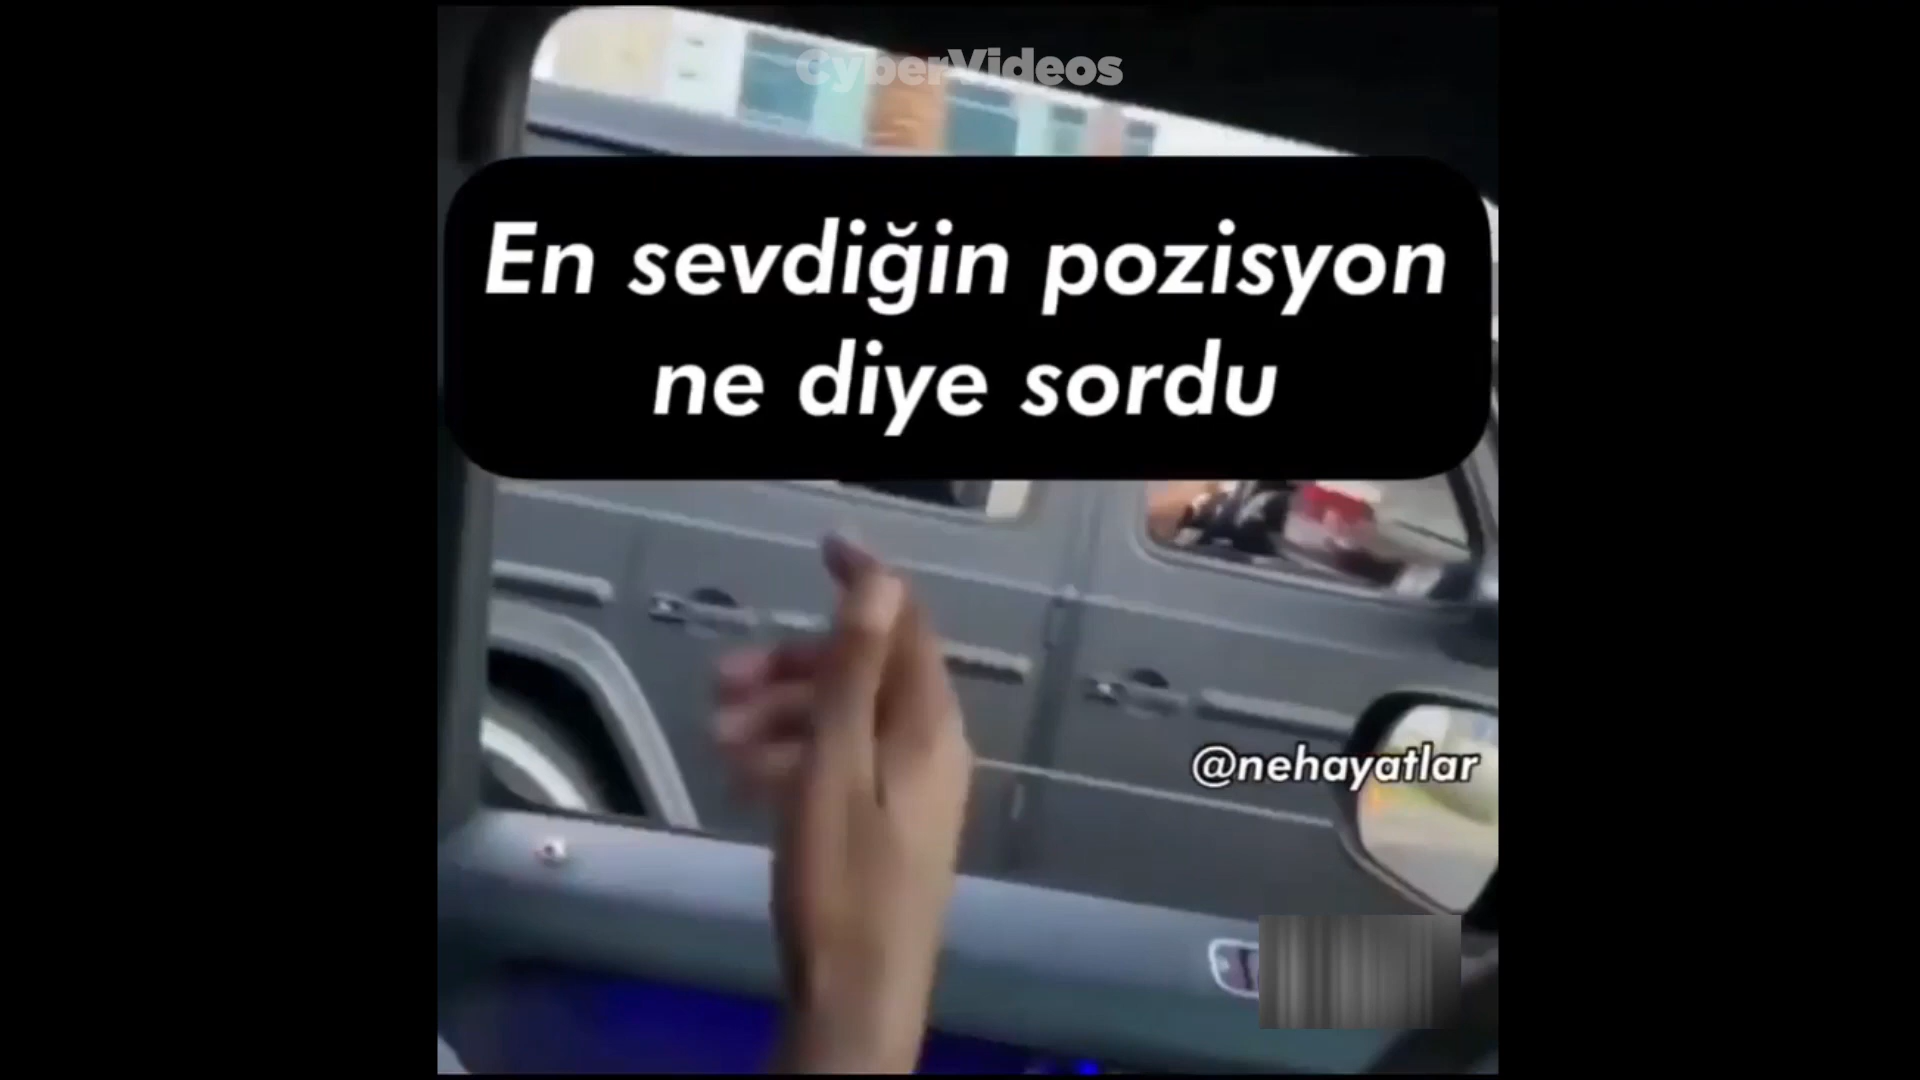 CyberVideos
En sevdiğin pozisyon
ne diye sordu
@nehayatlar